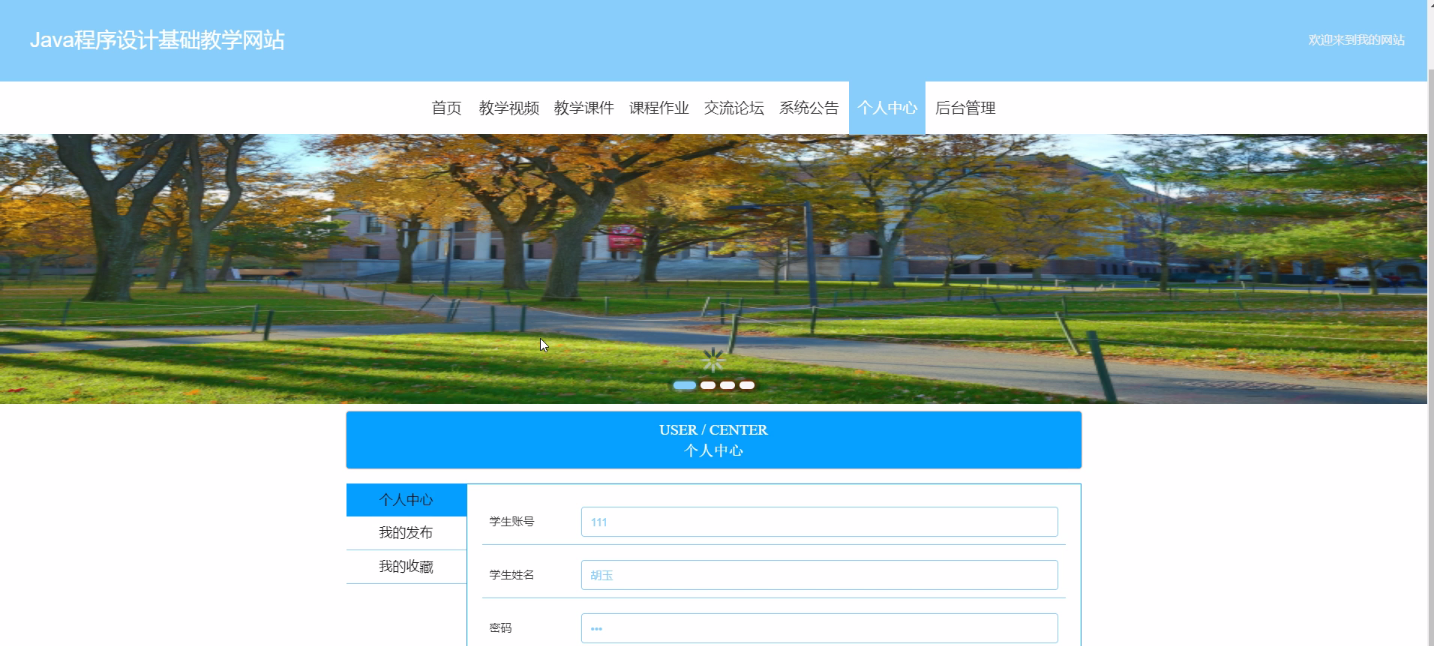 Java程序设计基础教学网站
欢迎来到我的网站
首页 教学视频 教学课件 课程作业 交流论坛 系统公告 个人中心 后台管理
USER / CENTER
个人中心
个人中心
我的发布
我的收藏
学生账号 111
学生姓名 胡玉
密码 •••